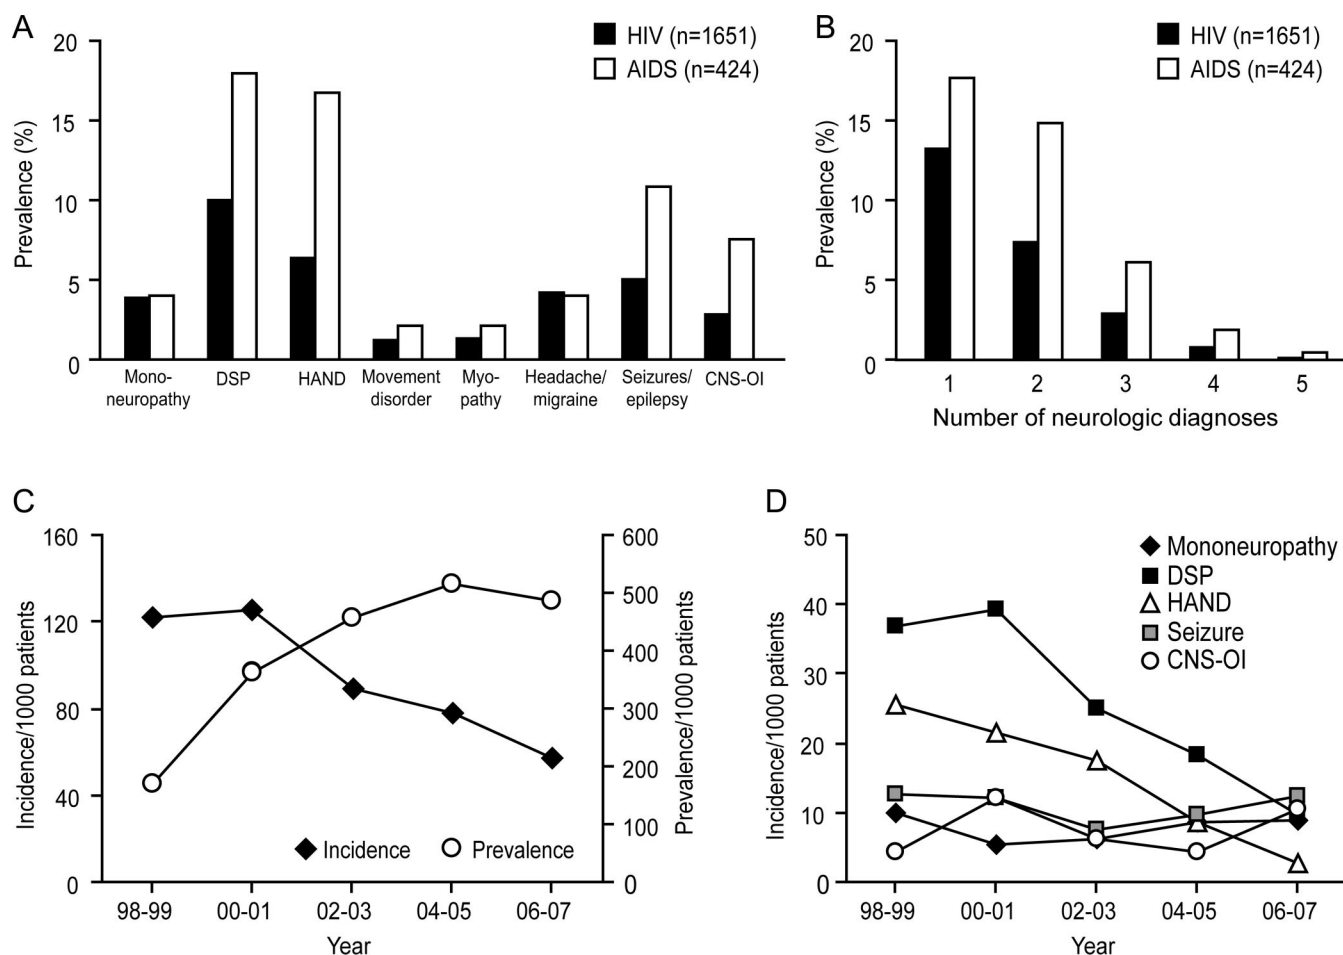 A
20
15
10
5
0
Prevalence (%)
HIV (n=1651)
AIDS (n=424)
Mono-
neuropathy
DSP
HAND
Movement
disorder
Myo-
pathy
Headache/
migraine
Seizures/
epilepsy
CNS-OI
B
20
15
10
5
0
Prevalence (%)
HIV (n=1651)
AIDS (n=424)
1 2 3 4 5
Number of neurologic diagnoses
C
160
120
80
40
0
Incidence/1000 patients
600
500
400
300
200
100
0
Prevalence/1000 patients
Incidence
Prevalence
98-99 00-01 02-03 04-05 06-07
Year
D
50
40
30
20
10
0
Incidence/1000 patients
Mononeuropathy
DSP
HAND
Seizure
CNS-OI
98-99 00-01 02-03 04-05 06-07
Year